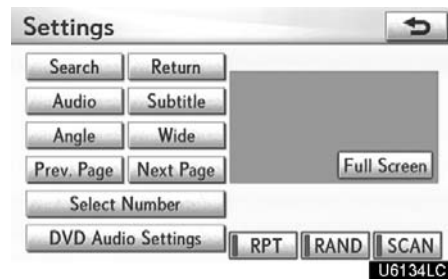 Settings
Search Return
Audio Subtitle
Angle Wide
Prev. Page Next Page Full Screen
Select Number
DVD Audio Settings RPT RAND SCAN
U6134LC